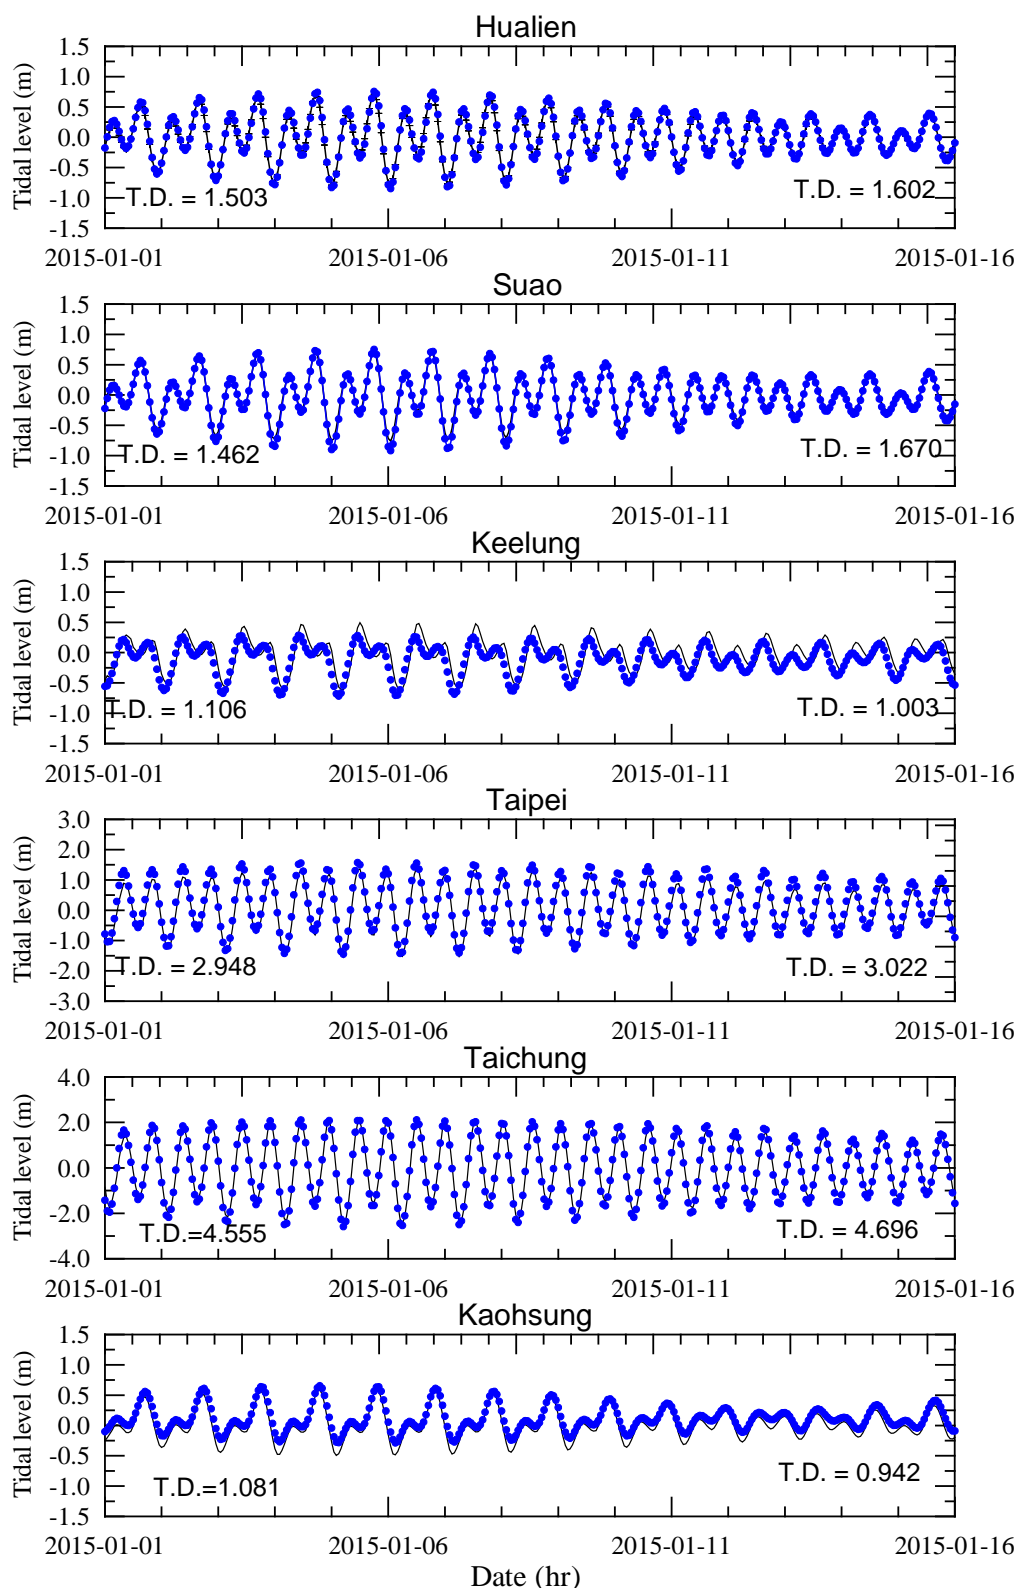 Hualien
Tidal level (m)
1.5
1.0
0.5
0.0
-0.5
-1.0
-1.5
T.D. = 1.503
T.D. = 1.602
2015-01-01 2015-01-06 2015-01-11 2015-01-16
Suao
Tidal level (m)
1.5
1.0
0.5
0.0
-0.5
-1.0
-1.5
T.D. = 1.462
T.D. = 1.670
2015-01-01 2015-01-06 2015-01-11 2015-01-16
Keelung
Tidal level (m)
1.5
1.0
0.5
0.0
-0.5
-1.0
-1.5
T.D. = 1.106
T.D. = 1.003
2015-01-01 2015-01-06 2015-01-11 2015-01-16
Taipei
Tidal level (m)
3.0
2.0
1.0
0.0
-1.0
-2.0
-3.0
T.D. = 2.948
T.D. = 3.022
2015-01-01 2015-01-06 2015-01-11 2015-01-16
Taichung
Tidal level (m)
4.0
2.0
0.0
-2.0
-4.0
T.D.=4.555
T.D. = 4.696
2015-01-01 2015-01-06 2015-01-11 2015-01-16
Kaohsung
Tidal level (m)
1.5
1.0
0.5
0.0
-0.5
-1.0
-1.5
T.D.=1.081
T.D. = 0.942
2015-01-01 2015-01-06 2015-01-11 2015-01-16
Date (hr)